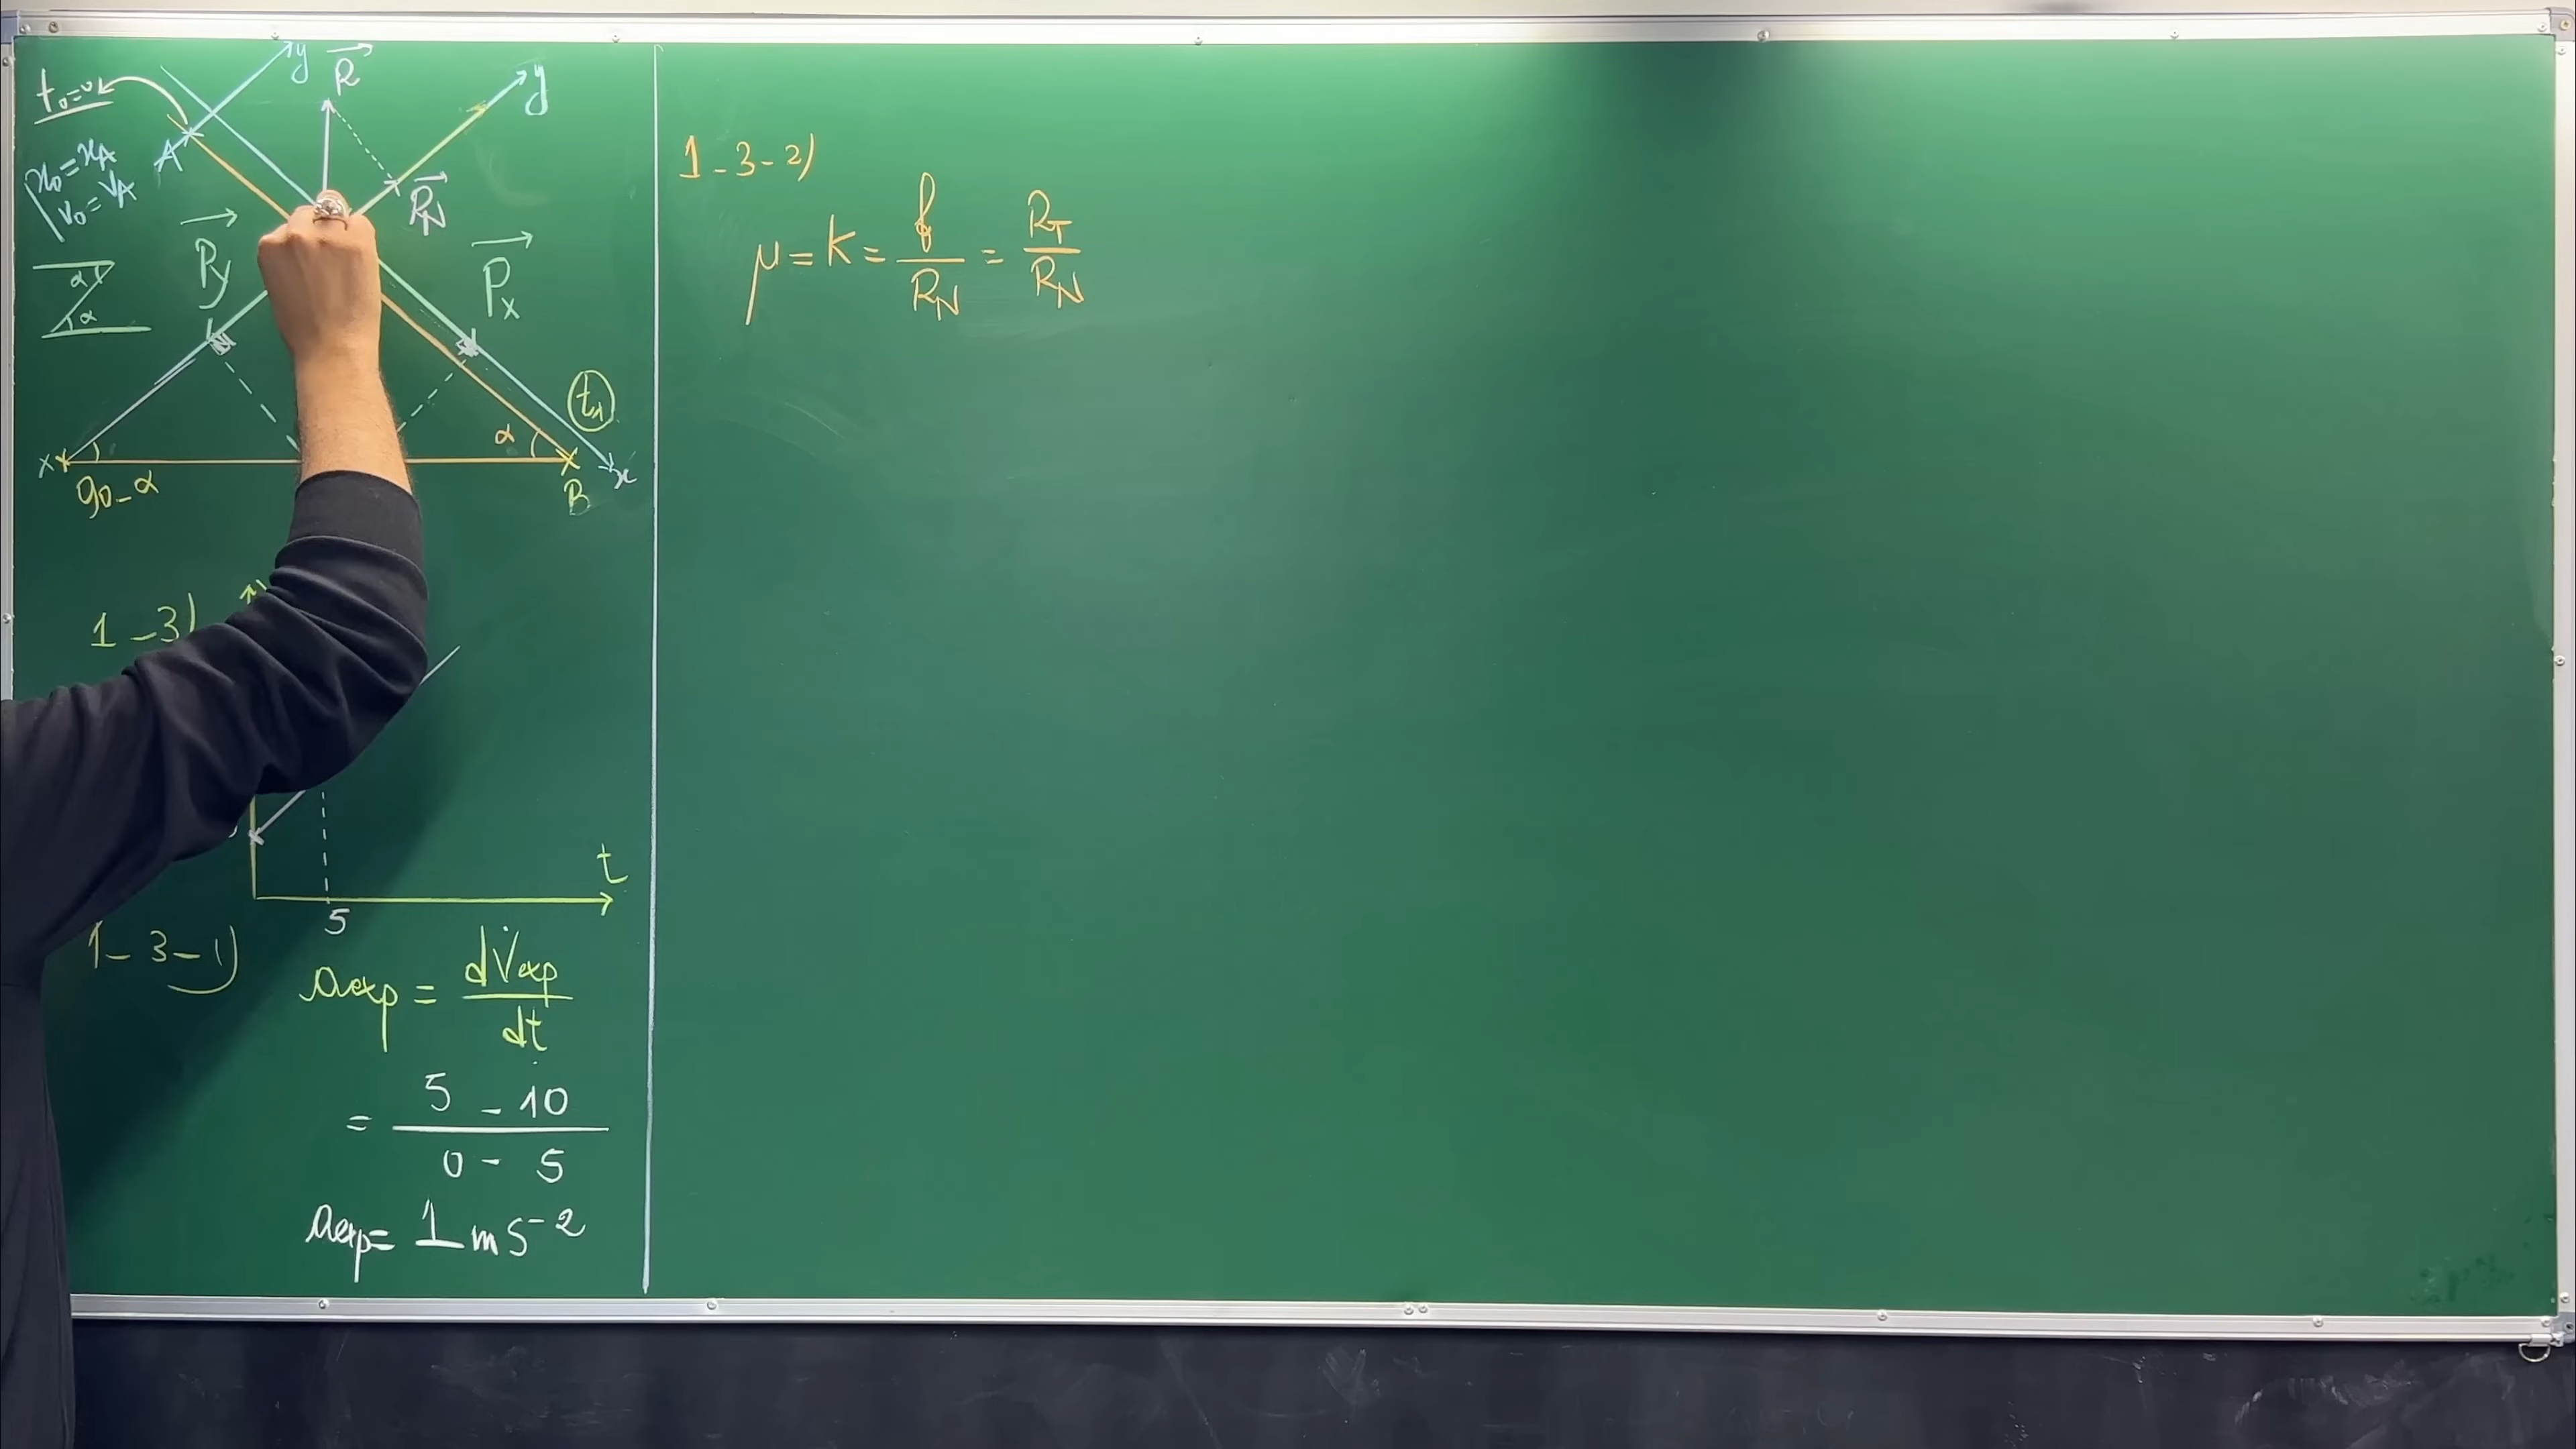 y
R
y
t₀=0
A
x₀ = x_A
v₀ = v_A
R_N
P_y
P_x
α
α
t₁
α
x
90-α
B
x
1-3)
t
5
1-3-1)
a_exp = dV_exp / dt
= 5 - 10 / 0 - 5
a_exp = 1 m s⁻²
1-3-2)
μ = k = f / R_N = R_T / R_N